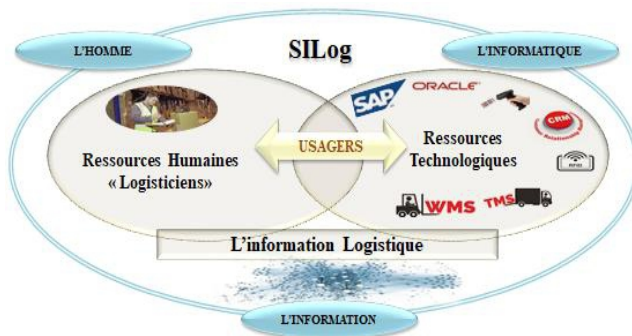 L'HOMME
SILog
L'INFORMATIQUE
SAP
ORACLE
CRM
USAGERS
Ressources Humaines
« Logisticiens»
Ressources
Technologiques
WMS
TMS
L'information Logistique
L'INFORMATION